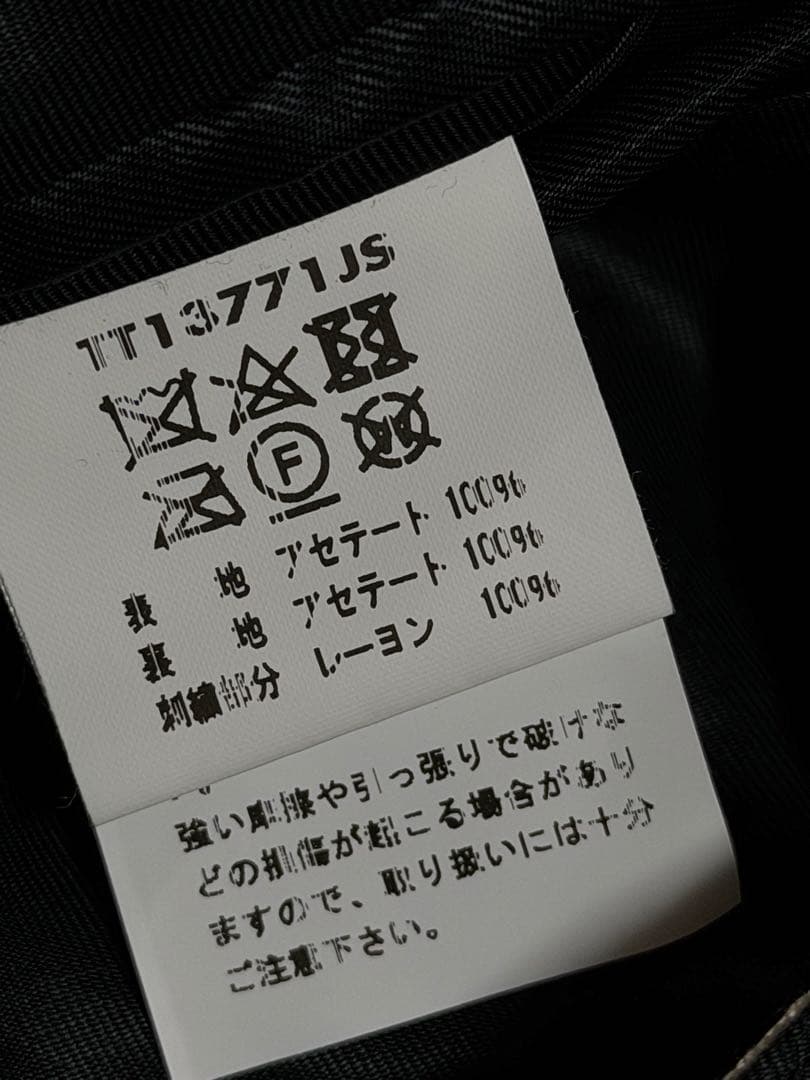 TT13771JS
F
表 地 アセテート 100%
裏 地 アセテート 100%
刺繍部分 レーヨン 100%
強い摩擦や引っ張りで破けな
どの損傷が起こる場合があり
ますので、取り扱いには十分
ご注意下さい。